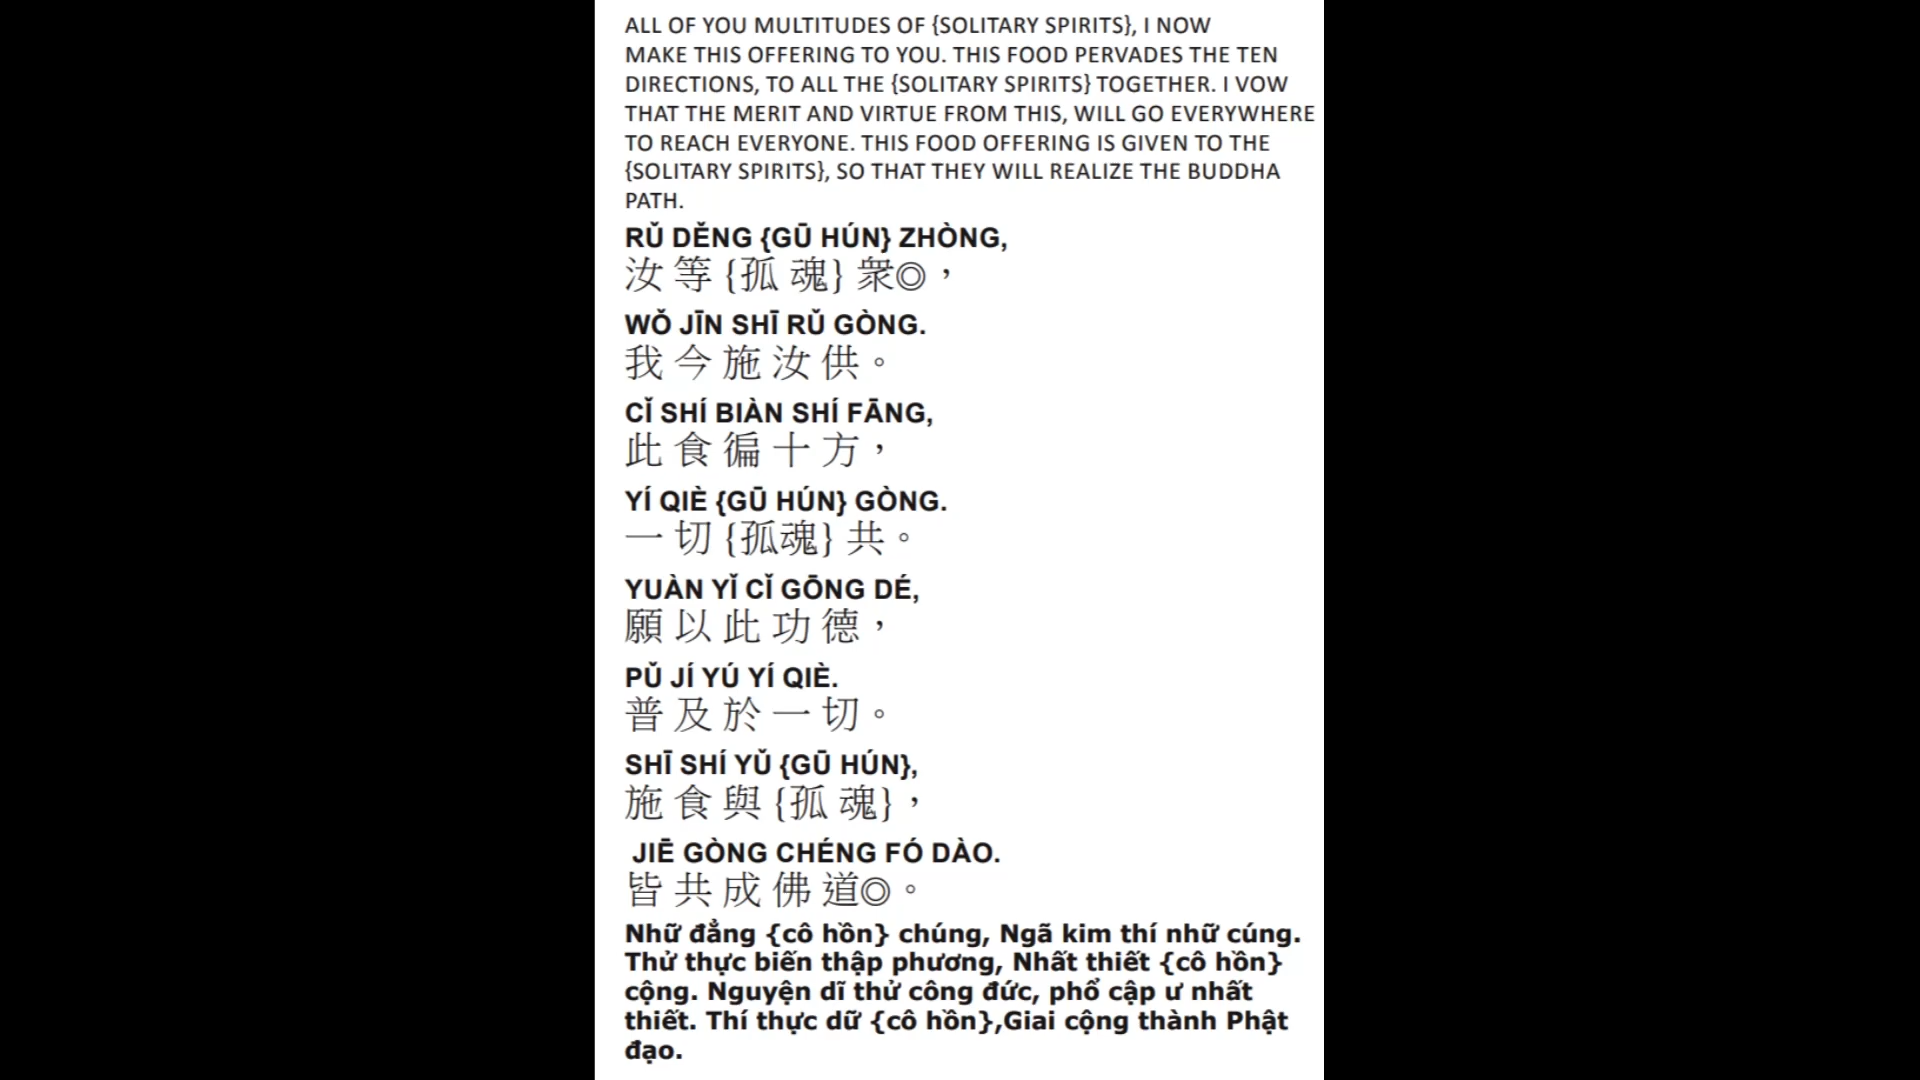 ALL OF YOU MULTITUDES OF {SOLITARY SPIRITS}, I NOW
MAKE THIS OFFERING TO YOU. THIS FOOD PERVADES THE TEN
DIRECTIONS, TO ALL THE {SOLITARY SPIRITS} TOGETHER. I VOW
THAT THE MERIT AND VIRTUE FROM THIS, WILL GO EVERYWHERE
TO REACH EVERYONE. THIS FOOD OFFERING IS GIVEN TO THE
{SOLITARY SPIRITS}, SO THAT THEY WILL REALIZE THE BUDDHA
PATH.
RǓ DĚNG {GŪ HÚN} ZHÒNG,
汝 等 {孤 魂} 衆◎，
WǑ JĪN SHĪ RǓ GÒNG.
我 今 施 汝 供。
CǏ SHÍ BIÀN SHÍ FĀNG,
此 食 徧 十 方，
YÍ QIÈ {GŪ HÚN} GÒNG.
一 切 {孤魂} 共。
YUÀN YǏ CǏ GŌNG DÉ,
願 以 此 功 德，
PǓ JÍ YÚ YÍ QIÈ.
普 及 於 一 切。
SHĪ SHÍ YǓ {GŪ HÚN},
施 食 與 {孤 魂}，
JIĒ GÒNG CHÉNG FÓ DÀO.
皆 共 成 佛 道◎。
Nhữ đẳng {cô hồn} chúng, Ngã kim thí nhữ cúng.
Thử thực biến thập phương, Nhất thiết {cô hồn}
cộng. Nguyện dĩ thử công đức, phổ cập ư nhất
thiết. Thí thực dữ {cô hồn},Giai cộng thành Phật
đạo.